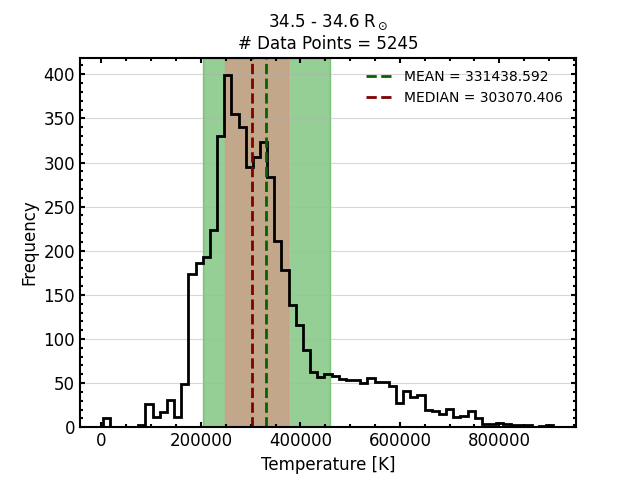 34.5 - 34.6 R⊙
# Data Points = 5245
MEAN = 331438.592
MEDIAN = 303070.406
400
350
300
250
200
150
100
50
0
Frequency
0 200000 400000 600000 800000
Temperature [K]